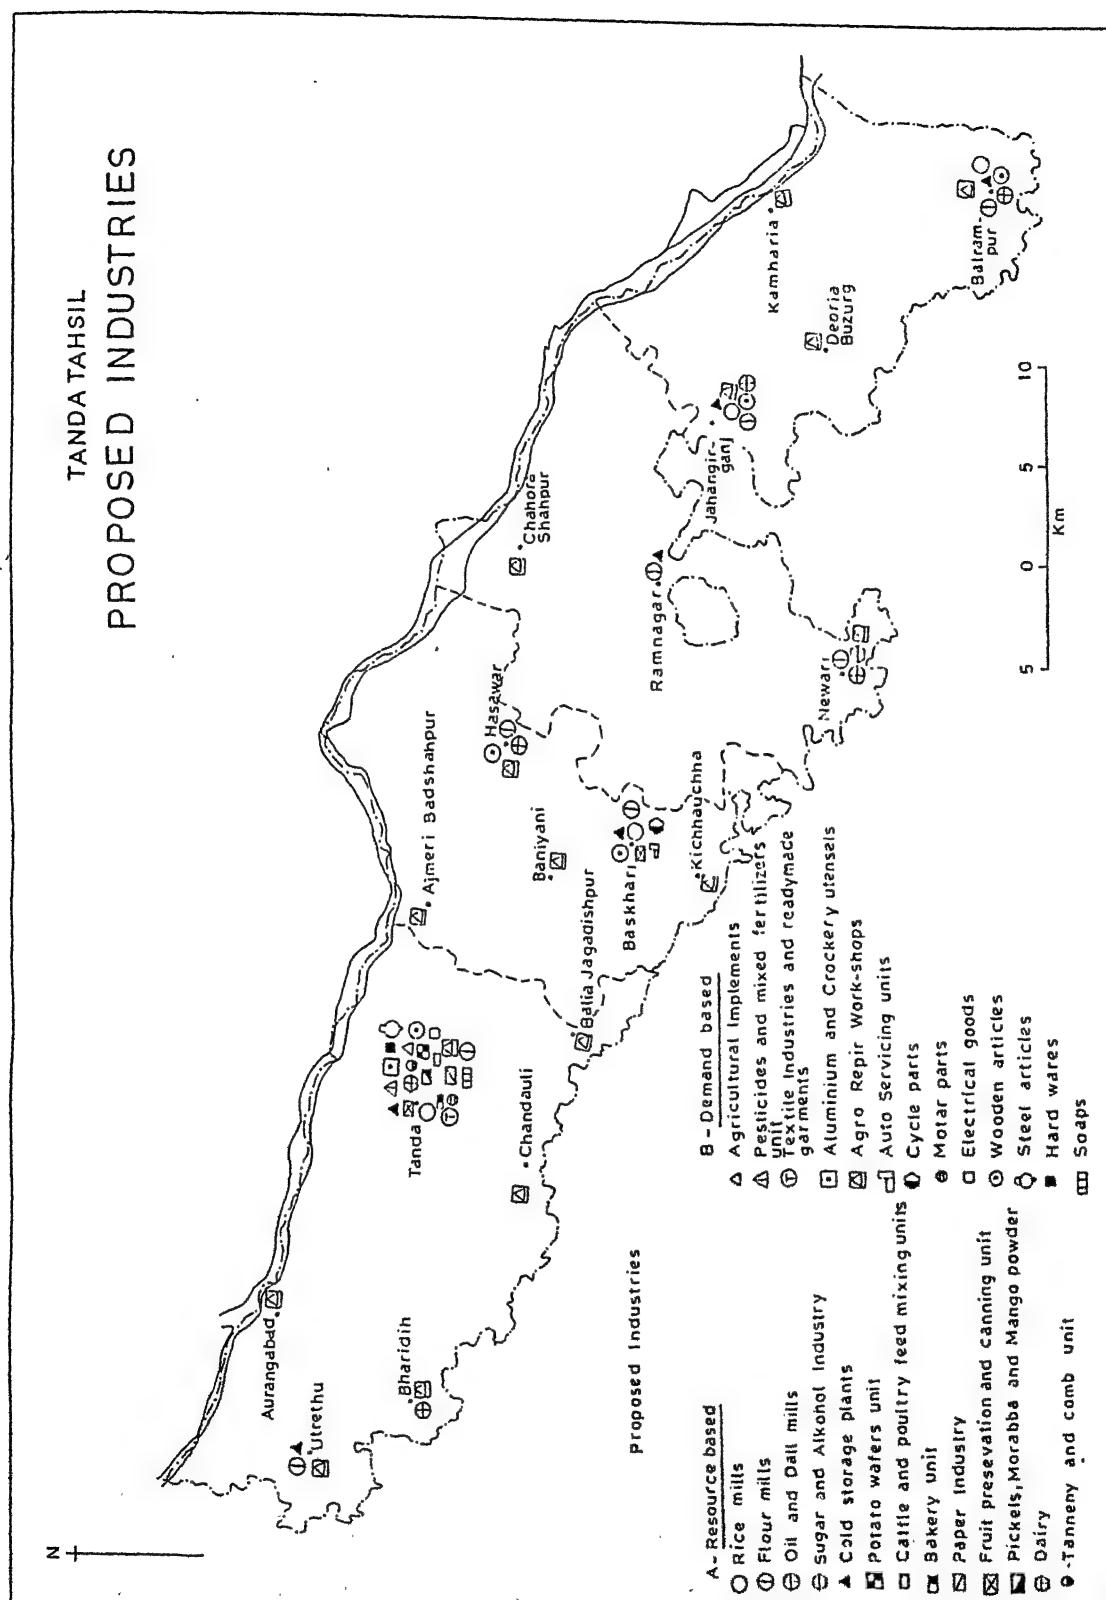 TANDA TAHSIL
PROPOSED INDUSTRIES
N
Aurangabad
Utrethu
Bharidih
Tanda
Chandauli
Ajmeri Badshahpur
Balia Jagadishpur
Baniyani
Baskhari
Kichhauchha
Hasawar
Chahora
Shahpur
Ramnagar
Newari
Jahangir-
ganj
Kamharia
Deoria
Buzurg
Balram-
pur
5 0 5 10
Km
Proposed Industries
A- Resource based
Rice mills
Flour mills
Oil and Dall mills
Sugar and Alkohol Industry
Cold storage plants
Potato wafers unit
Cattle and poultry feed mixing units
Bakery unit
Paper Industry
Fruit presevation and canning unit
Pickels, Morabba and Mango powder
Dairy
-Tanneny and comb unit
B - Demand based
Agricultural Implements
Pesticides and mixed fertilizers
unit
Textile Industries and readymace
garments
Aluminium and Crockery utensels
Agro Repir Work-shops
Auto Servicing units
Cycle parts
Motar parts
Electrical goods
Wooden articles
Steel articles
Hard wares
Soaps